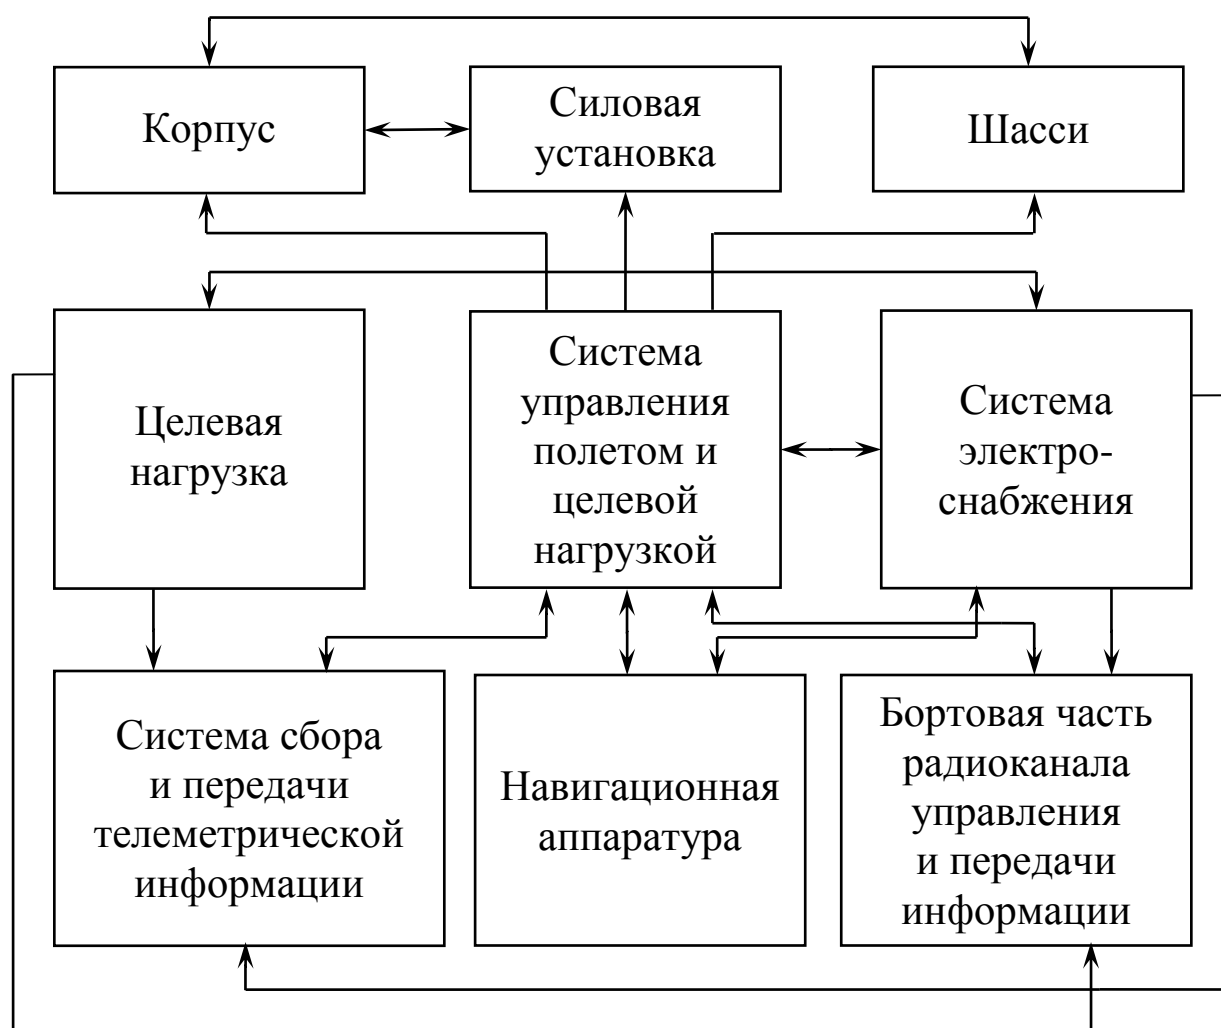 Корпус
Силовая
установка
Шасси
Целевая
нагрузка
Система
управления
полетом и
целевой
нагрузкой
Система
электро-
снабжения
Система сбора
и передачи
телеметрической
информации
Навигационная
аппаратура
Бортовая часть
радиоканала
управления
и передачи
информации